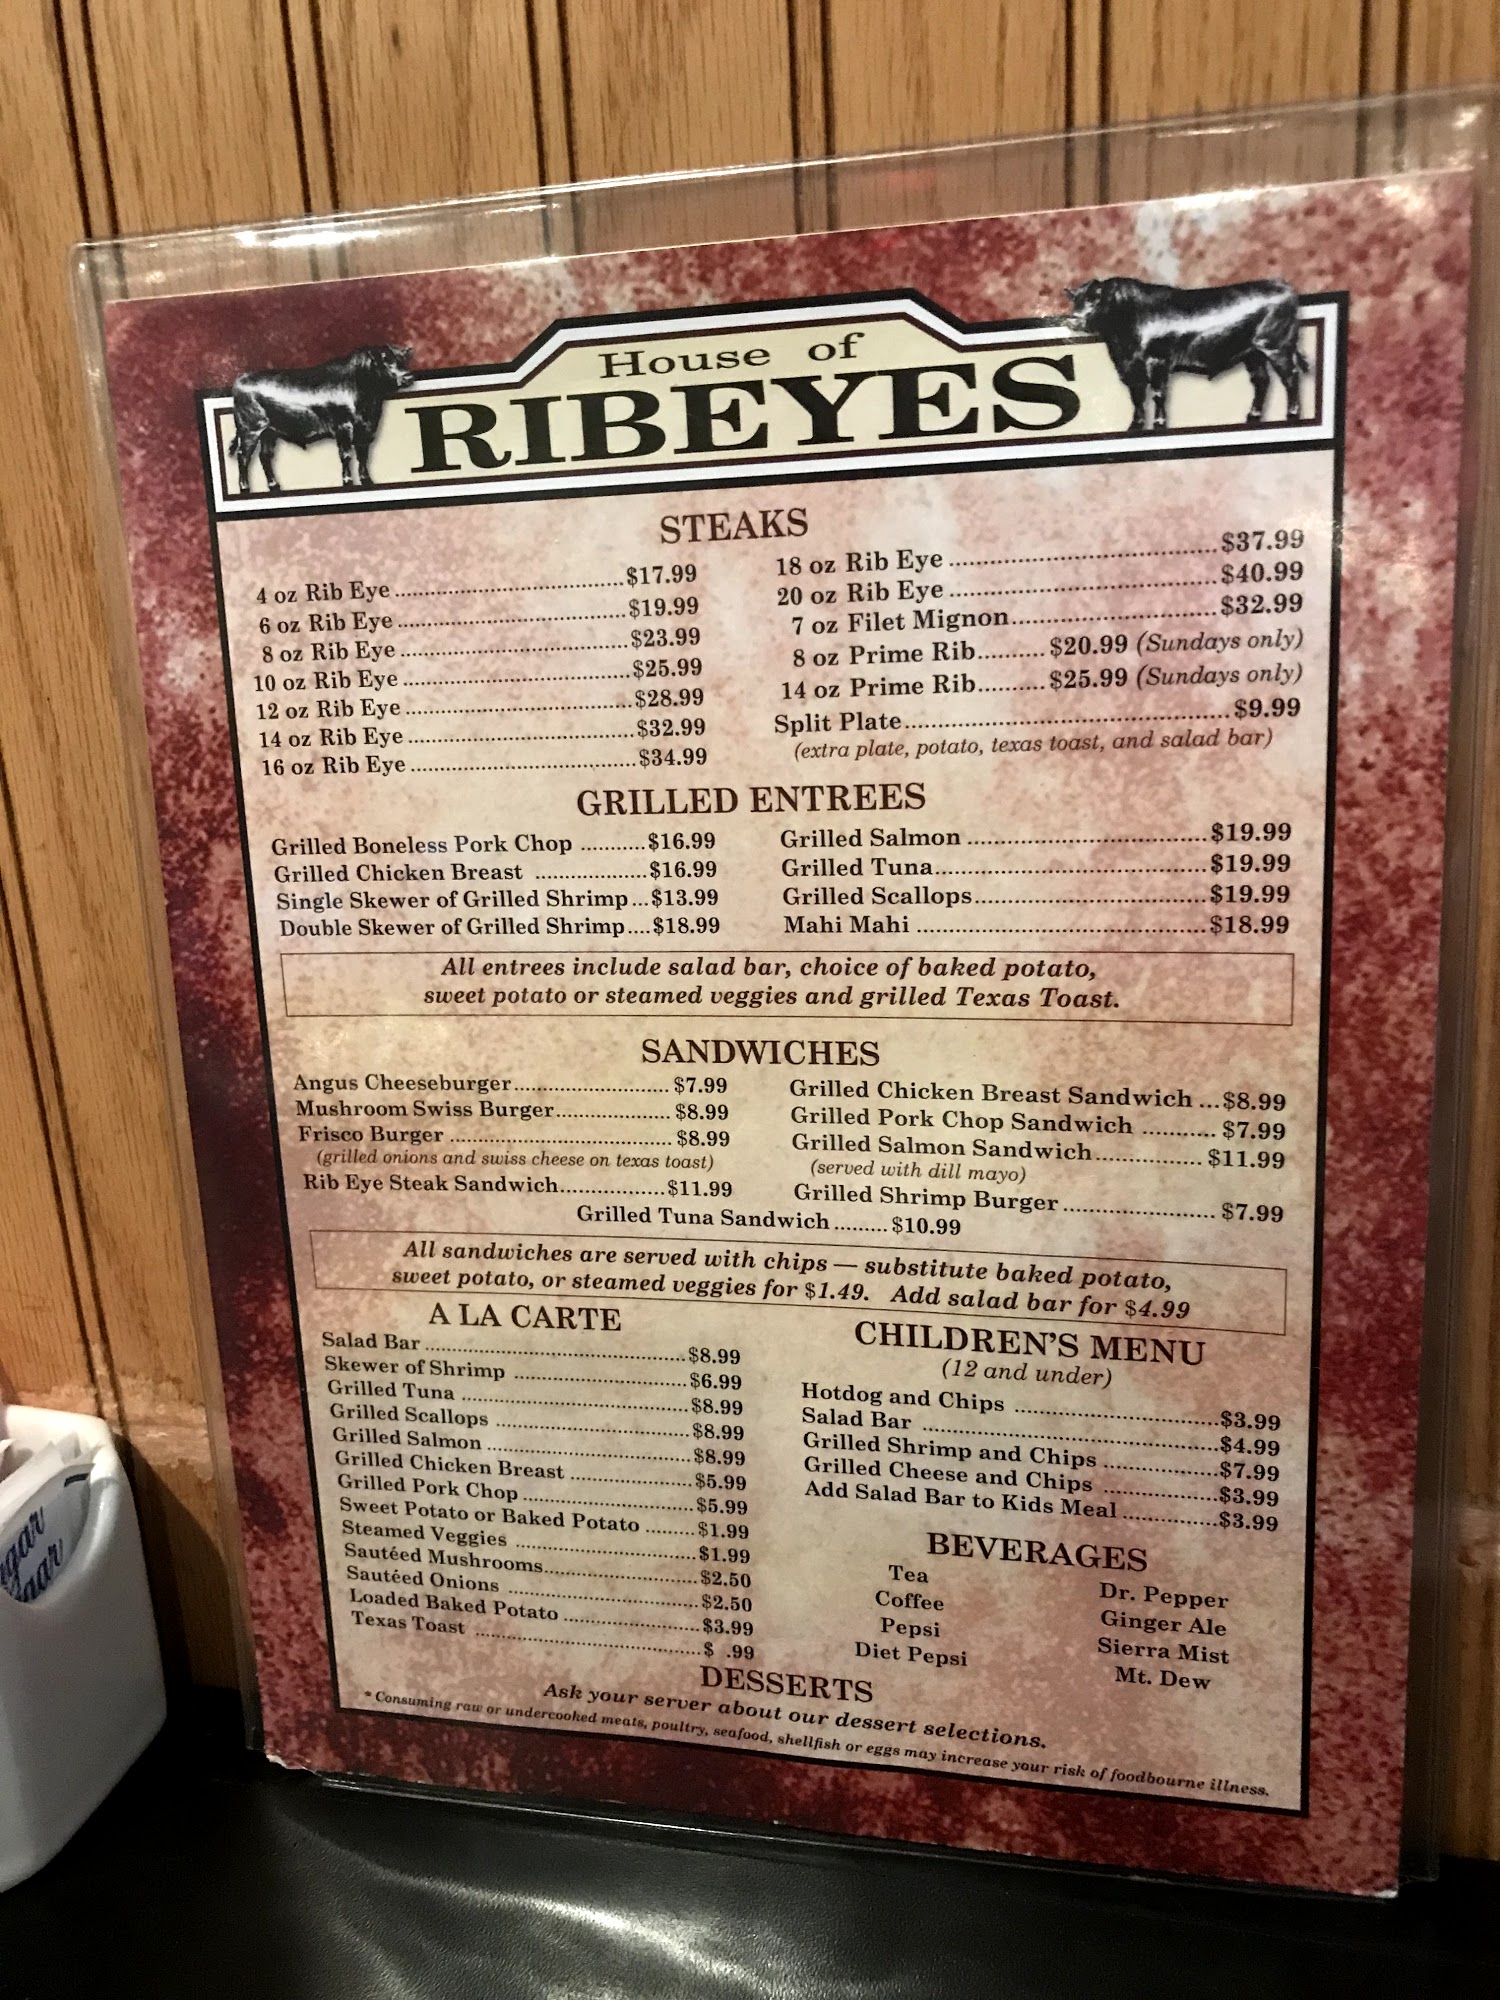 House of
RIBEYES
STEAKS
4 oz Rib Eye ........ $17.99
6 oz Rib Eye ........ $19.99
8 oz Rib Eye ........ $23.99
10 oz Rib Eye ........ $25.99
12 oz Rib Eye ........ $28.99
14 oz Rib Eye ........ $32.99
16 oz Rib Eye ........ $34.99
18 oz Rib Eye ........ $37.99
20 oz Rib Eye ........ $40.99
7 oz Filet Mignon ........ $32.99
8 oz Prime Rib ........ $20.99 (Sundays only)
14 oz Prime Rib ........ $25.99 (Sundays only)
Split Plate ........ $9.99
(extra plate, potato, texas toast, and salad bar)
GRILLED ENTREES
Grilled Boneless Pork Chop ........ $16.99
Grilled Chicken Breast ........ $16.99
Single Skewer of Grilled Shrimp ... $13.99
Double Skewer of Grilled Shrimp .... $18.99
Grilled Salmon ........ $19.99
Grilled Tuna ........ $19.99
Grilled Scallops ........ $19.99
Mahi Mahi ........ $18.99
All entrees include salad bar, choice of baked potato,
sweet potato or steamed veggies and grilled Texas Toast.
SANDWICHES
Angus Cheeseburger ........ $7.99
Mushroom Swiss Burger ........ $8.99
Frisco Burger ........ $8.99
(grilled onions and swiss cheese on texas toast)
Rib Eye Steak Sandwich ........ $11.99
Grilled Chicken Breast Sandwich ... $8.99
Grilled Pork Chop Sandwich ........ $7.99
Grilled Salmon Sandwich ........ $11.99
(served with dill mayo)
Grilled Shrimp Burger ........ $7.99
Grilled Tuna Sandwich ........ $10.99
All sandwiches are served with chips — substitute baked potato,
sweet potato, or steamed veggies for $1.49. Add salad bar for $4.99
A LA CARTE
Salad Bar ........ $8.99
Skewer of Shrimp ........ $6.99
Grilled Tuna ........ $8.99
Grilled Scallops ........ $8.99
Grilled Salmon ........ $8.99
Grilled Chicken Breast ........ $5.99
Grilled Pork Chop ........ $5.99
Sweet Potato or Baked Potato ........ $1.99
Steamed Veggies ........ $1.99
Sautéed Mushrooms ........ $2.50
Sautéed Onions ........ $2.50
Loaded Baked Potato ........ $3.99
Texas Toast ........ $ .99
CHILDREN'S MENU
(12 and under)
Hotdog and Chips ........ $3.99
Salad Bar ........ $4.99
Grilled Shrimp and Chips ........ $7.99
Grilled Cheese and Chips ........ $3.99
Add Salad Bar to Kids Meal ........ $3.99
BEVERAGES
Tea
Coffee
Pepsi
Diet Pepsi
Dr. Pepper
Ginger Ale
Sierra Mist
Mt. Dew
DESSERTS
Ask your server about our dessert selections.
* Consuming raw or undercooked meats, poultry, seafood, shellfish or eggs may increase your risk of foodbourne illness.